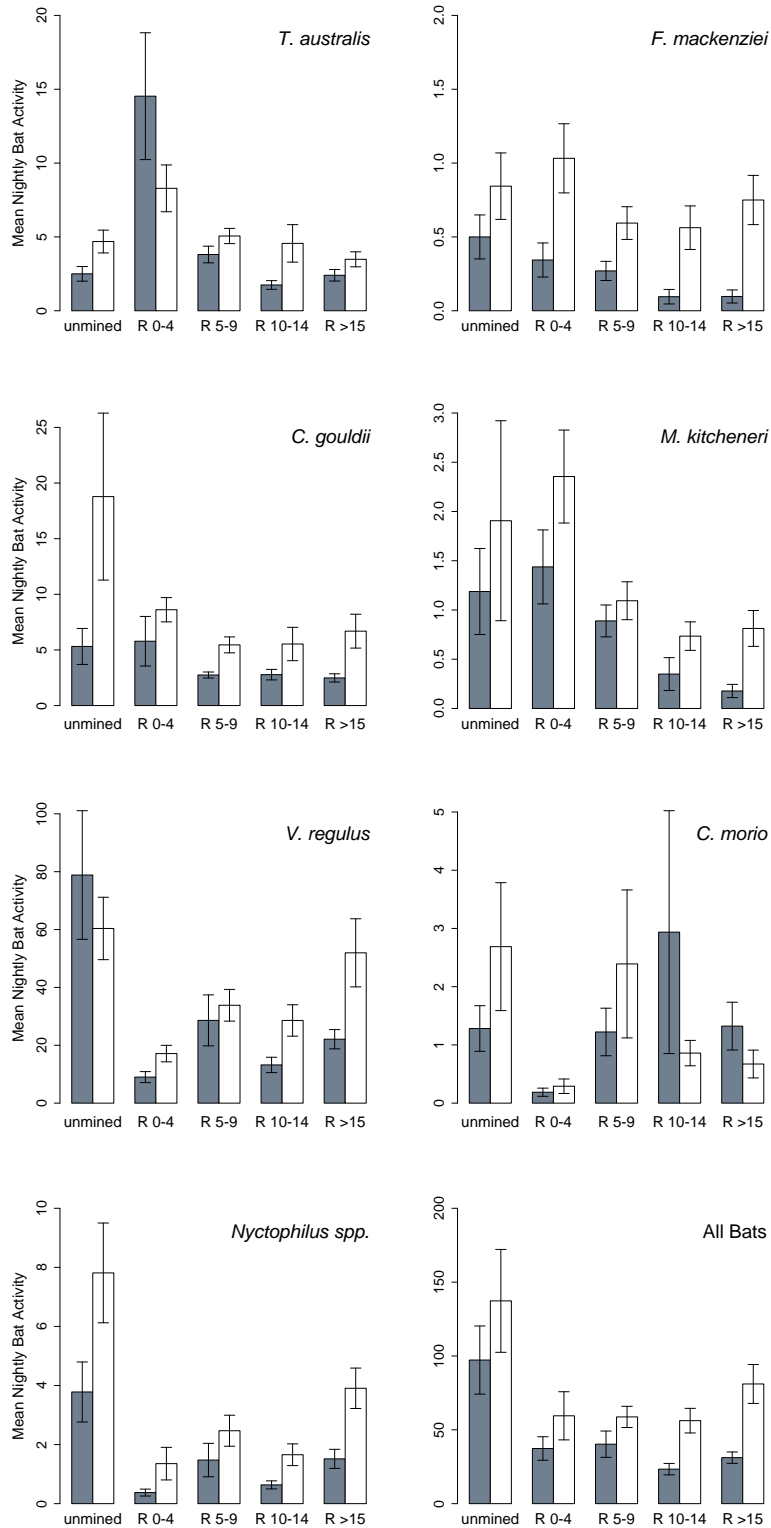 T. australis
Mean Nightly Bat Activity
0 5 10 15 20
unmined R 0-4 R 5-9 R 10-14 R >15
F. mackenziei
0.0 0.5 1.0 1.5 2.0
unmined R 0-4 R 5-9 R 10-14 R >15
C. gouldii
Mean Nightly Bat Activity
0 5 10 15 20 25
unmined R 0-4 R 5-9 R 10-14 R >15
M. kitcheneri
0.0 0.5 1.0 1.5 2.0 2.5 3.0
unmined R 0-4 R 5-9 R 10-14 R >15
V. regulus
Mean Nightly Bat Activity
0 20 40 60 80 100
unmined R 0-4 R 5-9 R 10-14 R >15
C. morio
0 1 2 3 4 5
unmined R 0-4 R 5-9 R 10-14 R >15
Nyctophilus spp.
Mean Nightly Bat Activity
0 2 4 6 8 10
unmined R 0-4 R 5-9 R 10-14 R >15
All Bats
0 50 100 150 200
unmined R 0-4 R 5-9 R 10-14 R >15